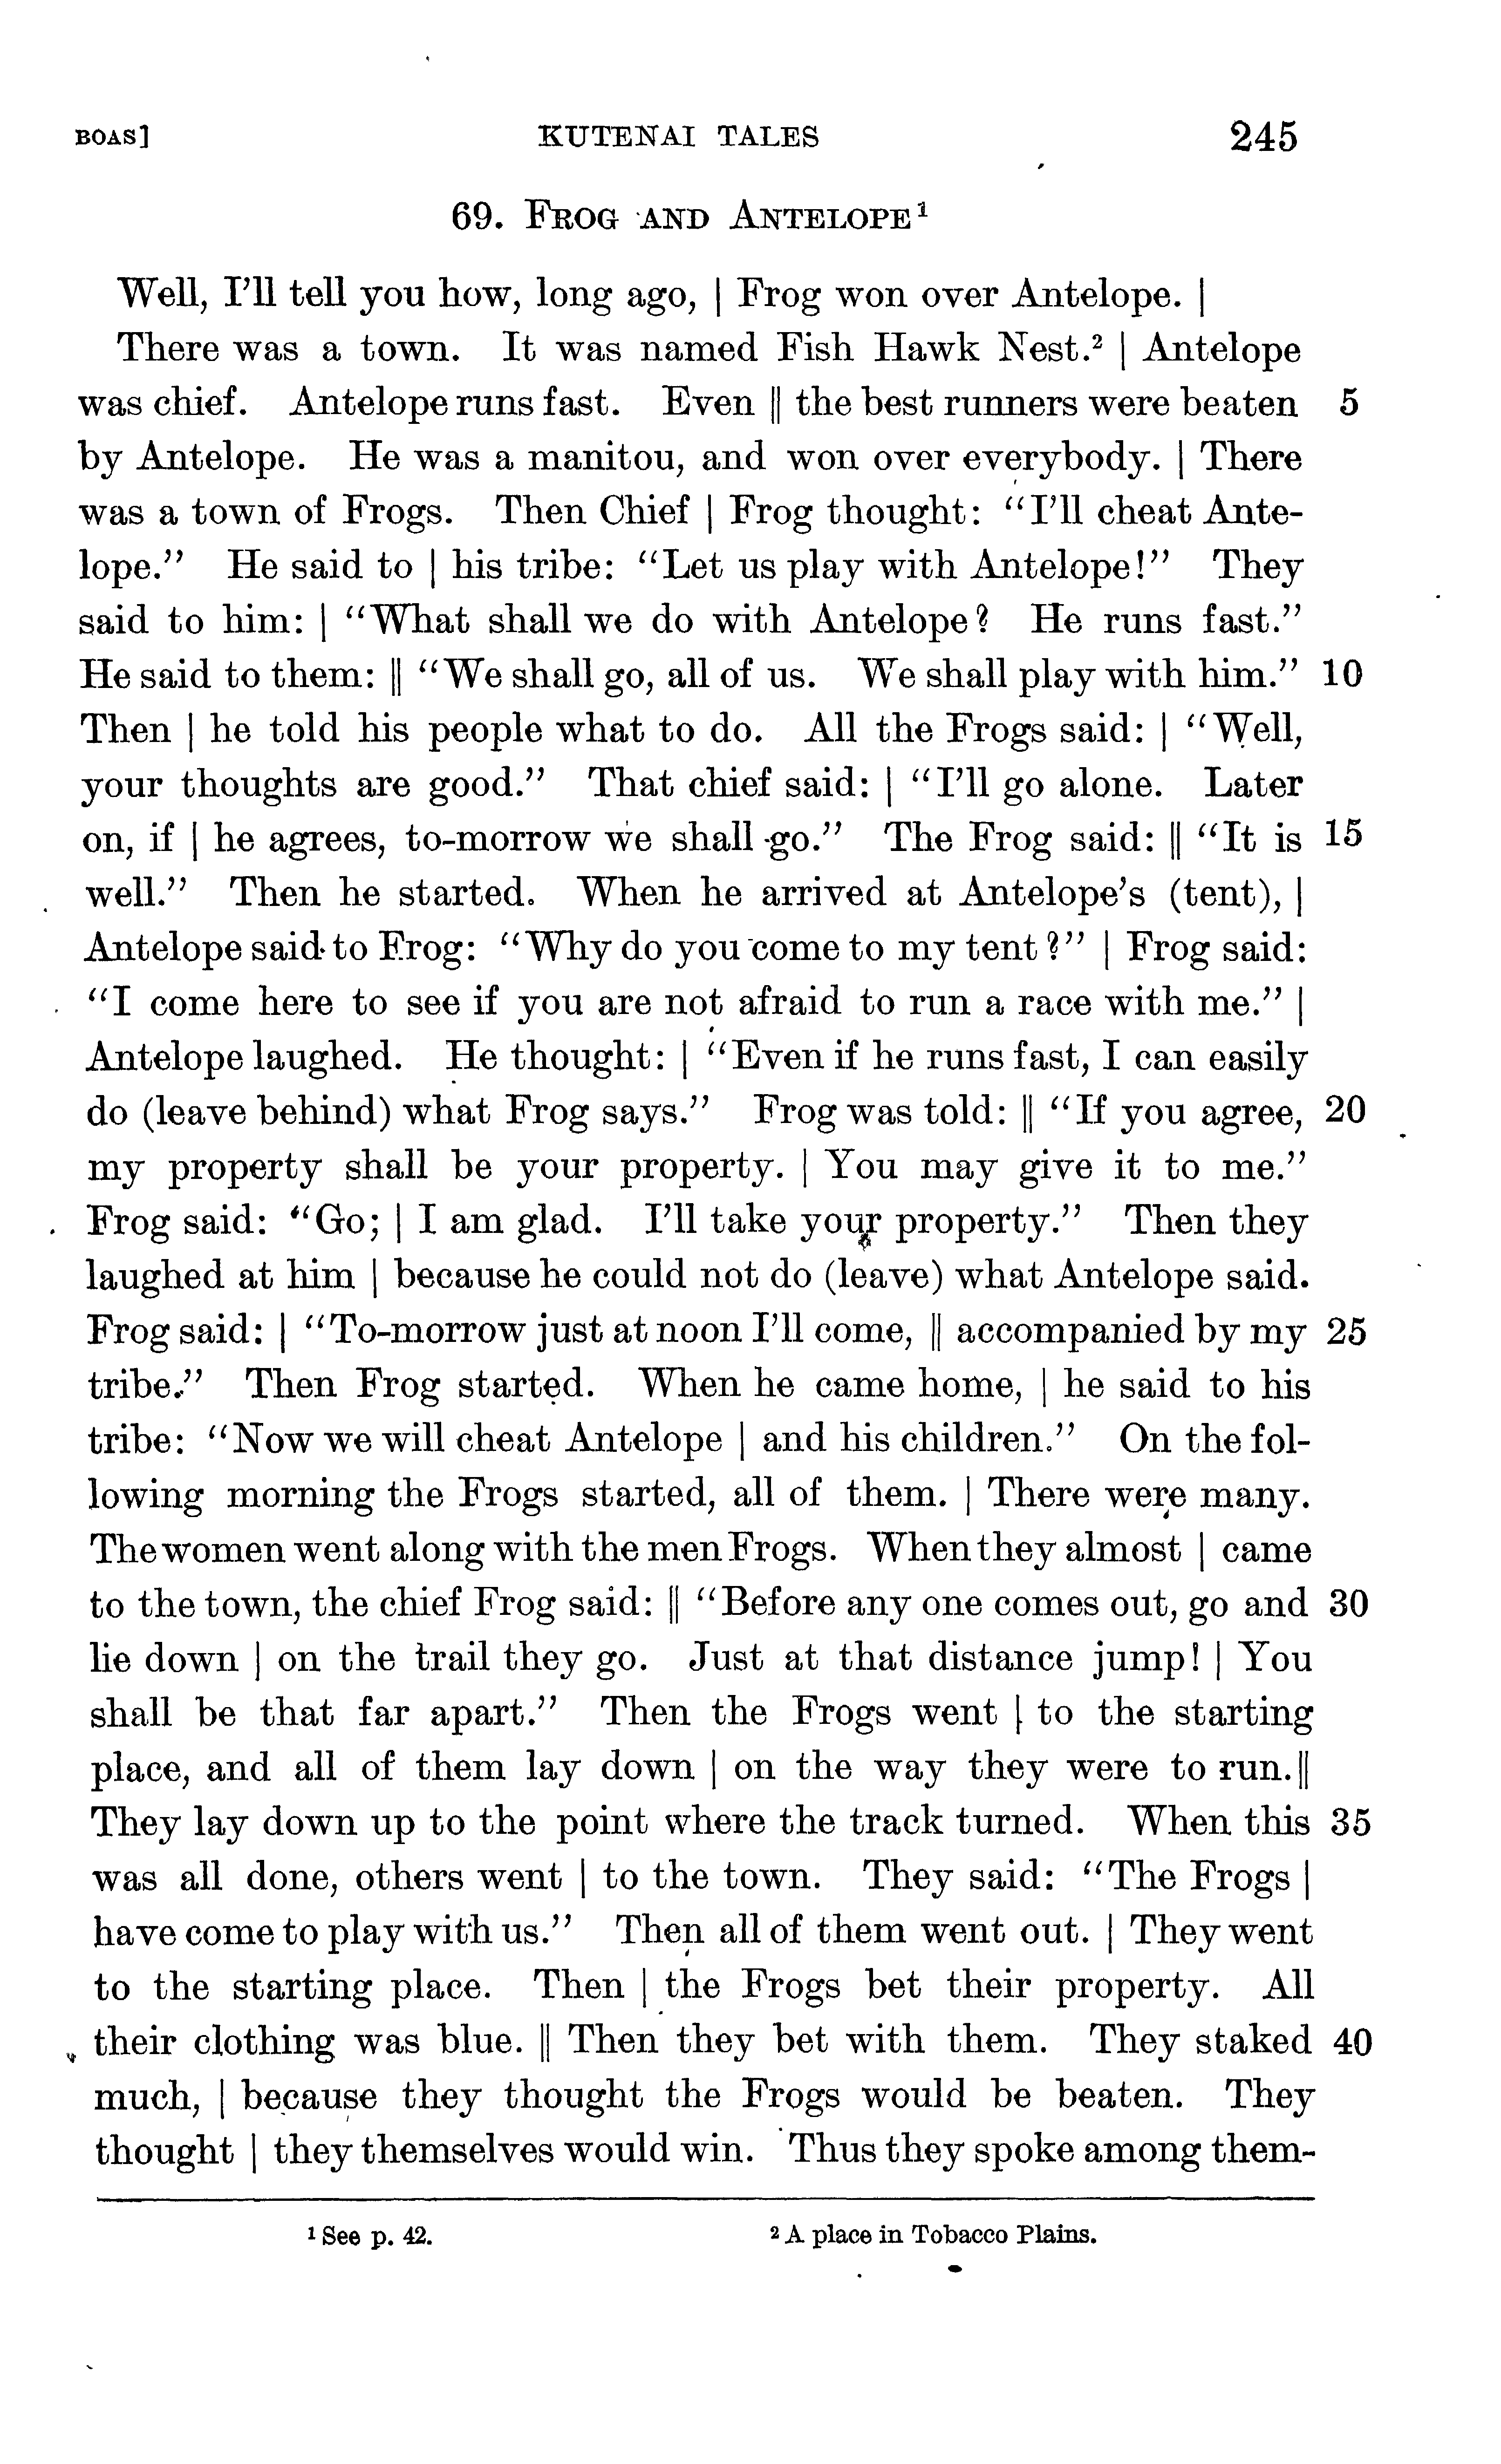 BOAS] KUTENAI TALES 245
69. FROG AND ANTELOPE¹
Well, I'll tell you how, long ago, | Frog won over Antelope. |
There was a town. It was named Fish Hawk Nest.² | Antelope
was chief. Antelope runs fast. Even || the best runners were beaten 5
by Antelope. He was a manitou, and won over everybody. | There
was a town of Frogs. Then Chief | Frog thought: "I'll cheat Ante-
lope." He said to | his tribe: "Let us play with Antelope!" They
said to him: | "What shall we do with Antelope? He runs fast."
He said to them: || "We shall go, all of us. We shall play with him." 10
Then | he told his people what to do. All the Frogs said: | "Well,
your thoughts are good." That chief said: | "I'll go alone. Later
on, if | he agrees, to-morrow we shall go." The Frog said: || "It is 15
well." Then he started. When he arrived at Antelope's (tent), |
Antelope said to Frog: "Why do you come to my tent?" | Frog said:
"I come here to see if you are not afraid to run a race with me." |
Antelope laughed. He thought: | "Even if he runs fast, I can easily
do (leave behind) what Frog says." Frog was told: || "If you agree, 20
my property shall be your property. | You may give it to me."
Frog said: "Go; | I am glad. I'll take your property." Then they
laughed at him | because he could not do (leave) what Antelope said.
Frog said: | "To-morrow just at noon I'll come, || accompanied by my 25
tribe." Then Frog started. When he came home, | he said to his
tribe: "Now we will cheat Antelope | and his children." On the fol-
lowing morning the Frogs started, all of them. | There were many.
The women went along with the men Frogs. When they almost | came
to the town, the chief Frog said: || "Before any one comes out, go and 30
lie down | on the trail they go. Just at that distance jump! | You
shall be that far apart." Then the Frogs went | to the starting
place, and all of them lay down | on the way they were to run. ||
They lay down up to the point where the track turned. When this 35
was all done, others went | to the town. They said: "The Frogs |
have come to play with us." Then all of them went out. | They went
to the starting place. Then | the Frogs bet their property. All
their clothing was blue. || Then they bet with them. They staked 40
much, | because they thought the Frogs would be beaten. They
thought | they themselves would win. Thus they spoke among them-
¹ See p. 42. ² A place in Tobacco Plains.